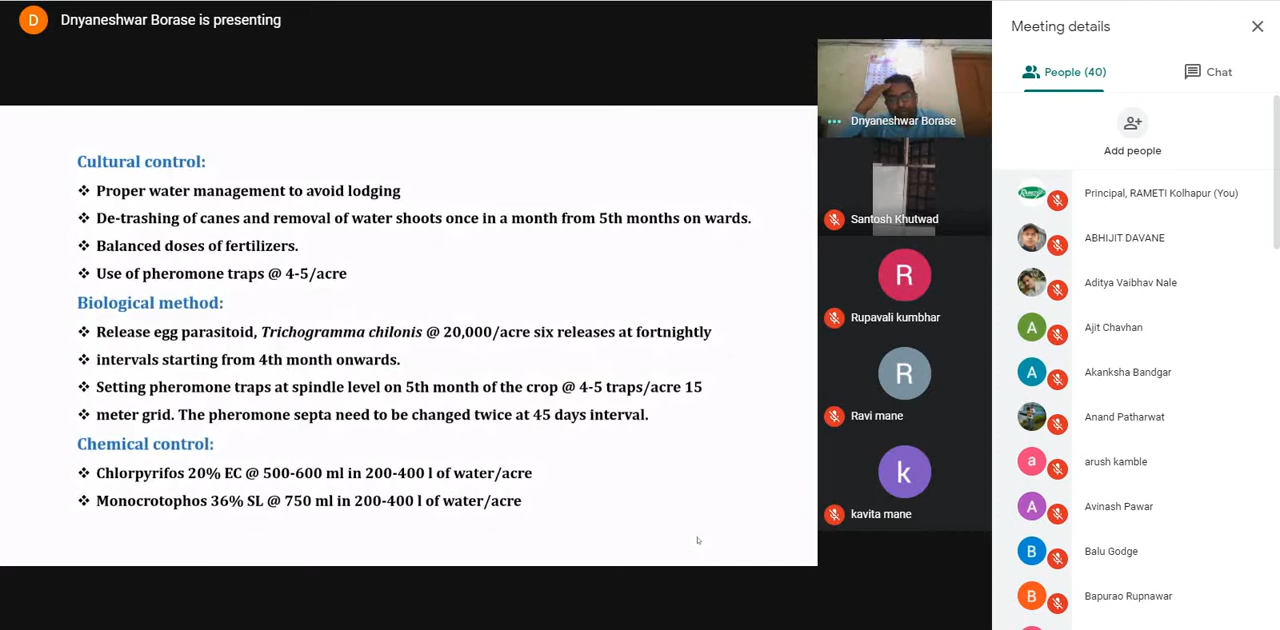 D Dnyaneshwar Borase is presenting
Cultural control:
❖ Proper water management to avoid lodging
❖ De-trashing of canes and removal of water shoots once in a month from 5th months on wards.
❖ Balanced doses of fertilizers.
❖ Use of pheromone traps @ 4-5/acre
Biological method:
❖ Release egg parasitoid, Trichogramma chilonis @ 20,000/acre six releases at fortnightly
❖ intervals starting from 4th month onwards.
❖ Setting pheromone traps at spindle level on 5th month of the crop @ 4-5 traps/acre 15
❖ meter grid. The pheromone septa need to be changed twice at 45 days interval.
Chemical control:
❖ Chlorpyrifos 20% EC @ 500-600 ml in 200-400 l of water/acre
❖ Monocrotophos 36% SL @ 750 ml in 200-400 l of water/acre
Dnyaneshwar Borase
Santosh Khutwad
R
Rupavali kumbhar
R
Ravi mane
k
kavita mane
Meeting details
People (40)
Chat
Add people
Principal, RAMETI Kolhapur (You)
ABHIJIT DAVANE
Aditya Vaibhav Nale
A Ajit Chavhan
A Akanksha Bandgar
Anand Patharwat
a arush kamble
A Avinash Pawar
B Balu Godge
B Bapurao Rupnawar